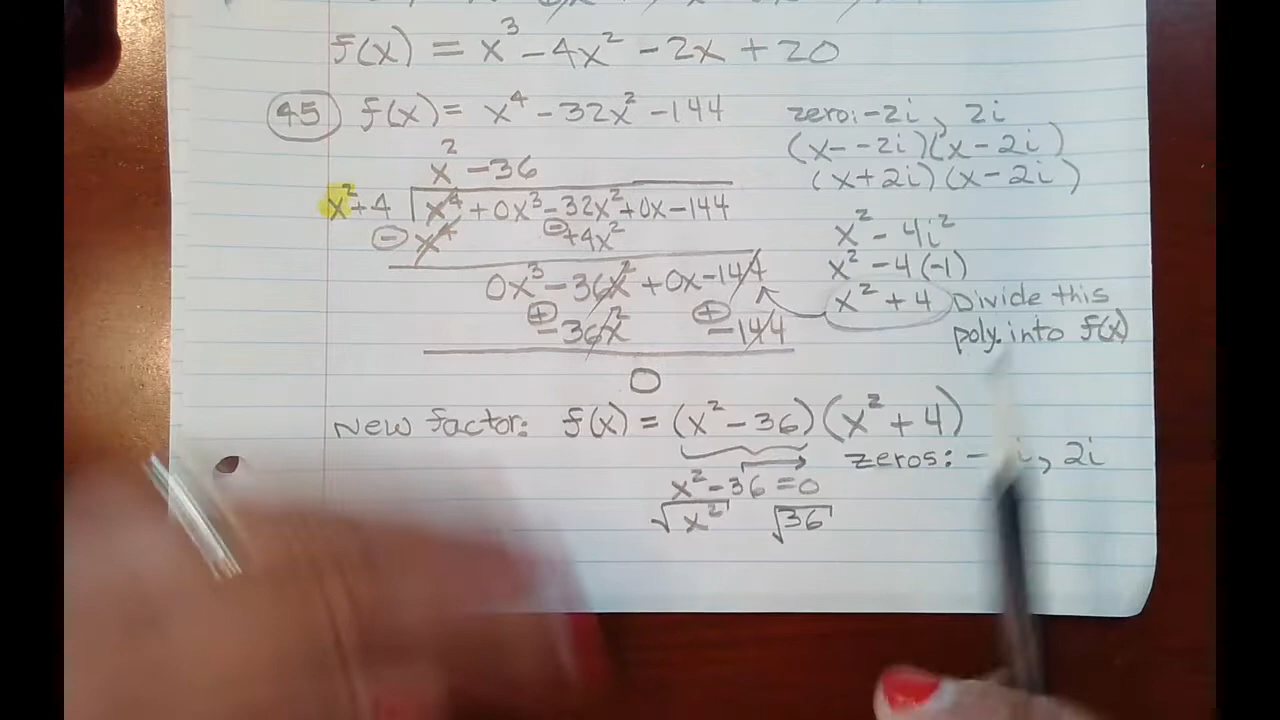 f(x) = x³ - 4x² - 2x + 20
45 f(x) = x⁴ - 32x² - 144
zero: -2i, 2i
(x - -2i)(x - 2i)
(x + 2i)(x - 2i)
x² - 36
x² + 4 x⁴ + 0x³ - 32x² + 0x - 144
- x⁴ - +4x²
x² - 4i²
x² - 4(-1)
x² + 4 Divide this
poly. into f(x)
0x³ - 36x² + 0x - 144
+ - 36x² + - 144
0
New factor: f(x) = (x² - 36)(x² + 4)
zeros: - i, 2i
x² - 36 = 0
√x² √36